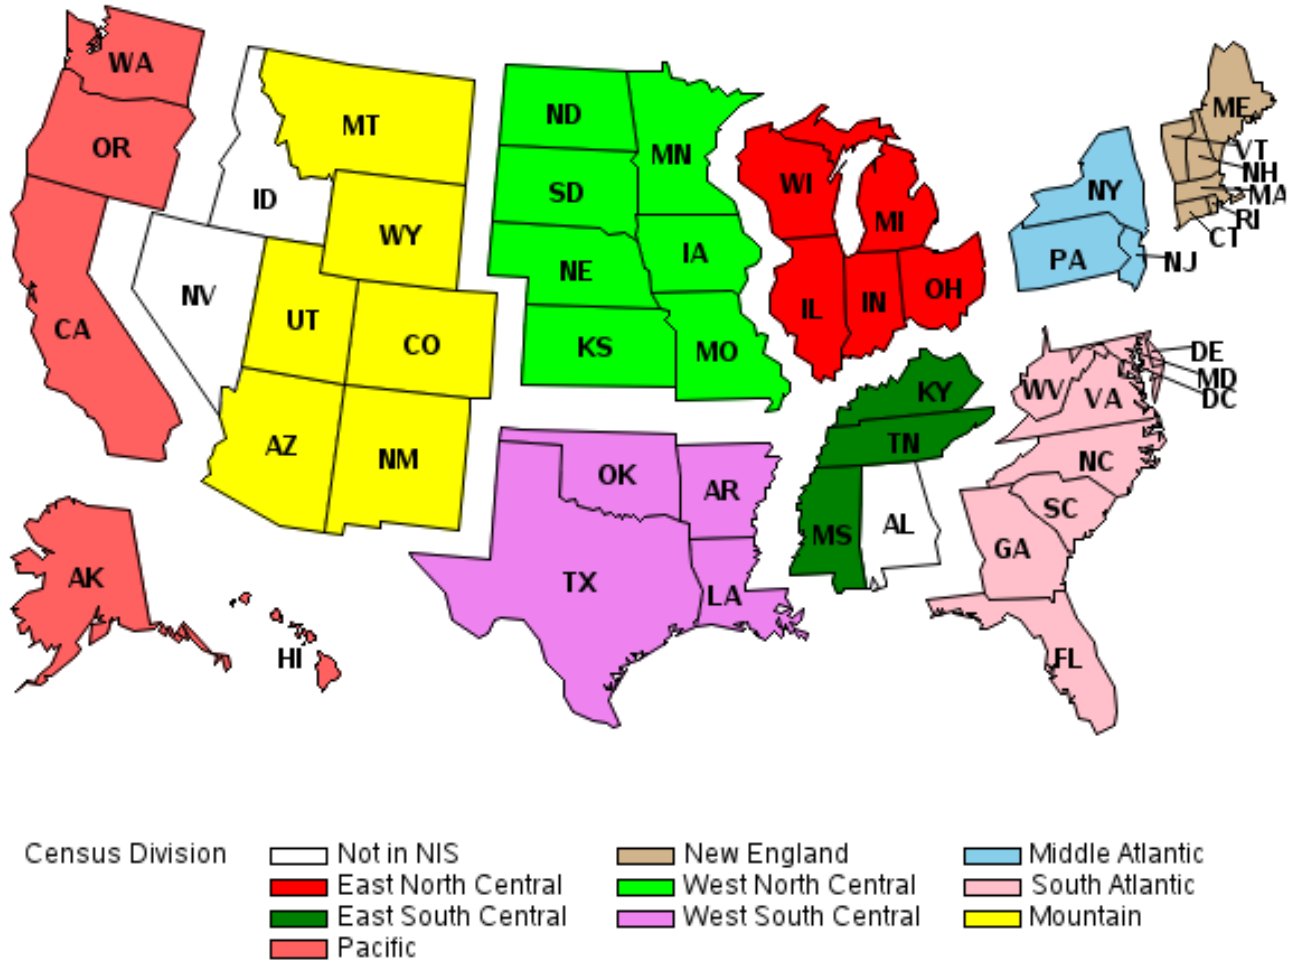 WA
OR
CA
AK
HI
ID
NV
MT
WY
UT
CO
AZ
NM
ND
SD
NE
KS
MN
IA
MO
OK
TX
AR
LA
WI
MI
IL
IN
OH
KY
TN
MS
AL
NY
PA
NJ
ME
VT
NH
MA
RI
CT
DE
MD
DC
WV
VA
NC
SC
GA
FL
Census Division Not in NIS New England Middle Atlantic
East North Central West North Central South Atlantic
East South Central West South Central Mountain
Pacific